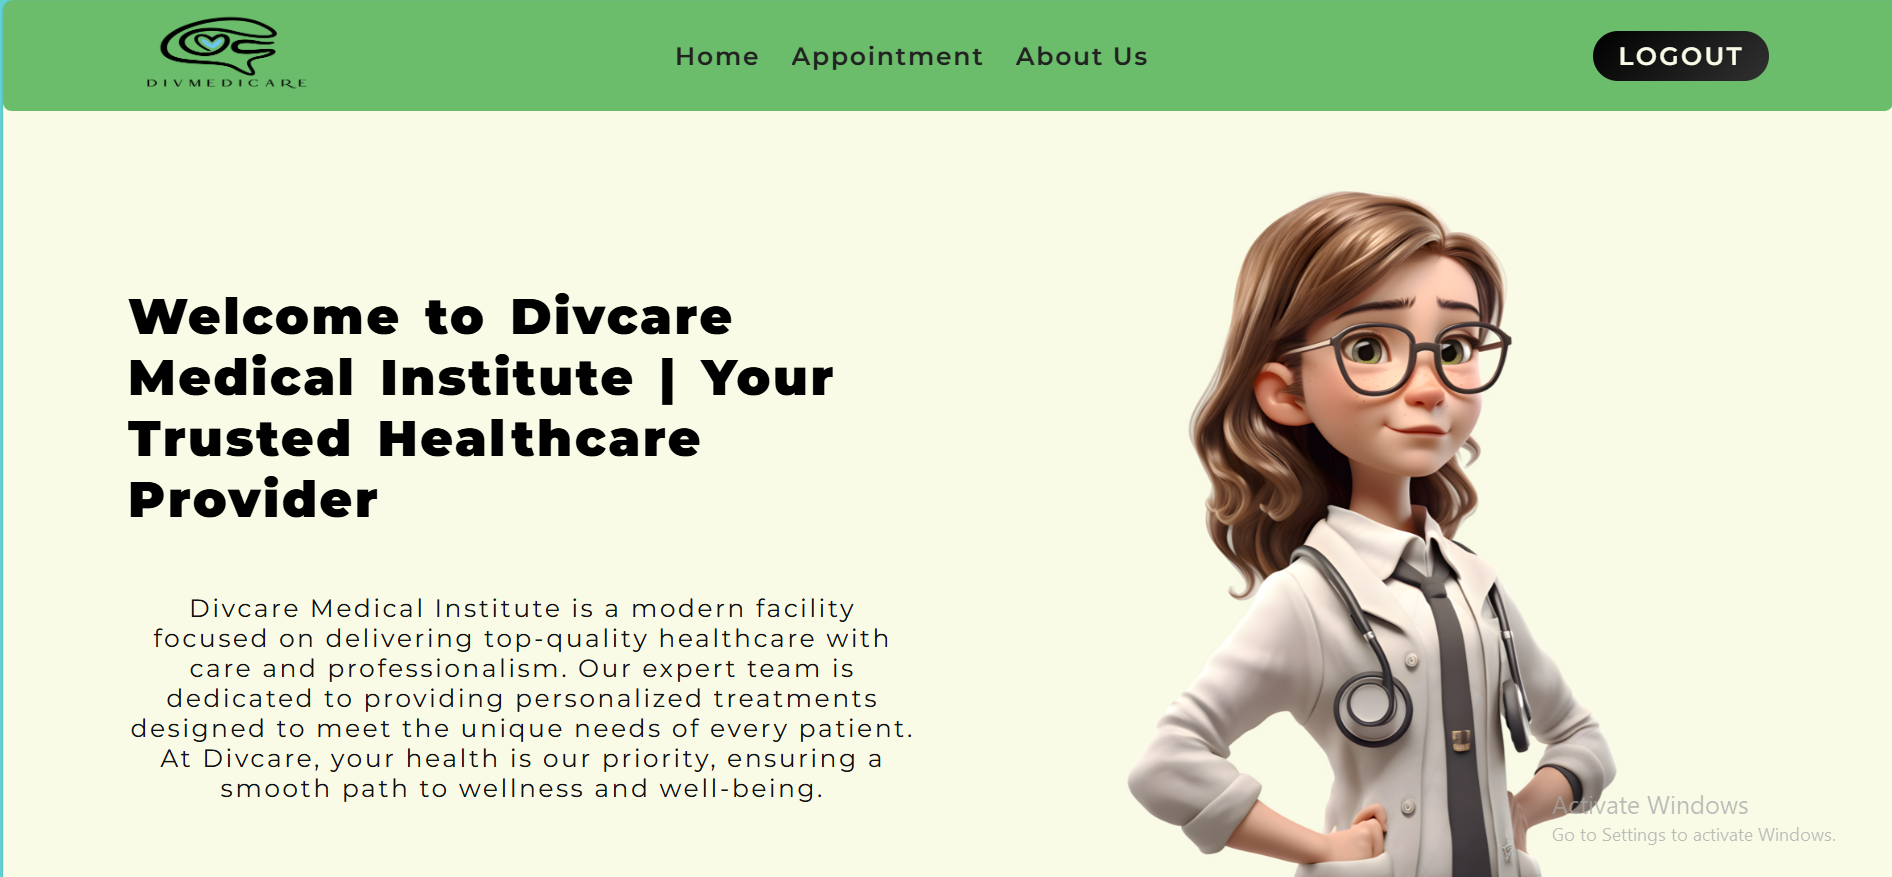 DIVMEDICARE
Home Appointment About Us
LOGOUT
Welcome to Divcare
Medical Institute | Your
Trusted Healthcare
Provider
Divcare Medical Institute is a modern facility
focused on delivering top-quality healthcare with
care and professionalism. Our expert team is
dedicated to providing personalized treatments
designed to meet the unique needs of every patient.
At Divcare, your health is our priority, ensuring a
smooth path to wellness and well-being.
Activate Windows
Go to Settings to activate Windows.